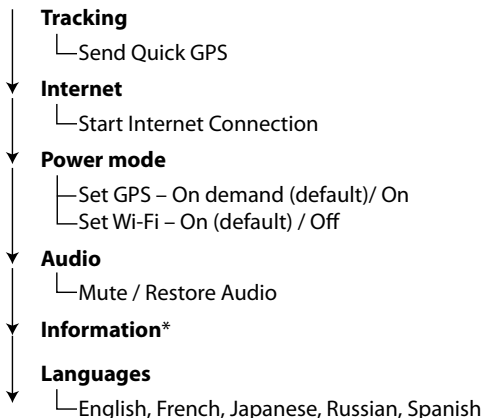 Tracking
Send Quick GPS
Internet
Start Internet Connection
Power mode
Set GPS – On demand (default)/ On
Set Wi-Fi – On (default) / Off
Audio
Mute / Restore Audio
Information*
Languages
English, French, Japanese, Russian, Spanish